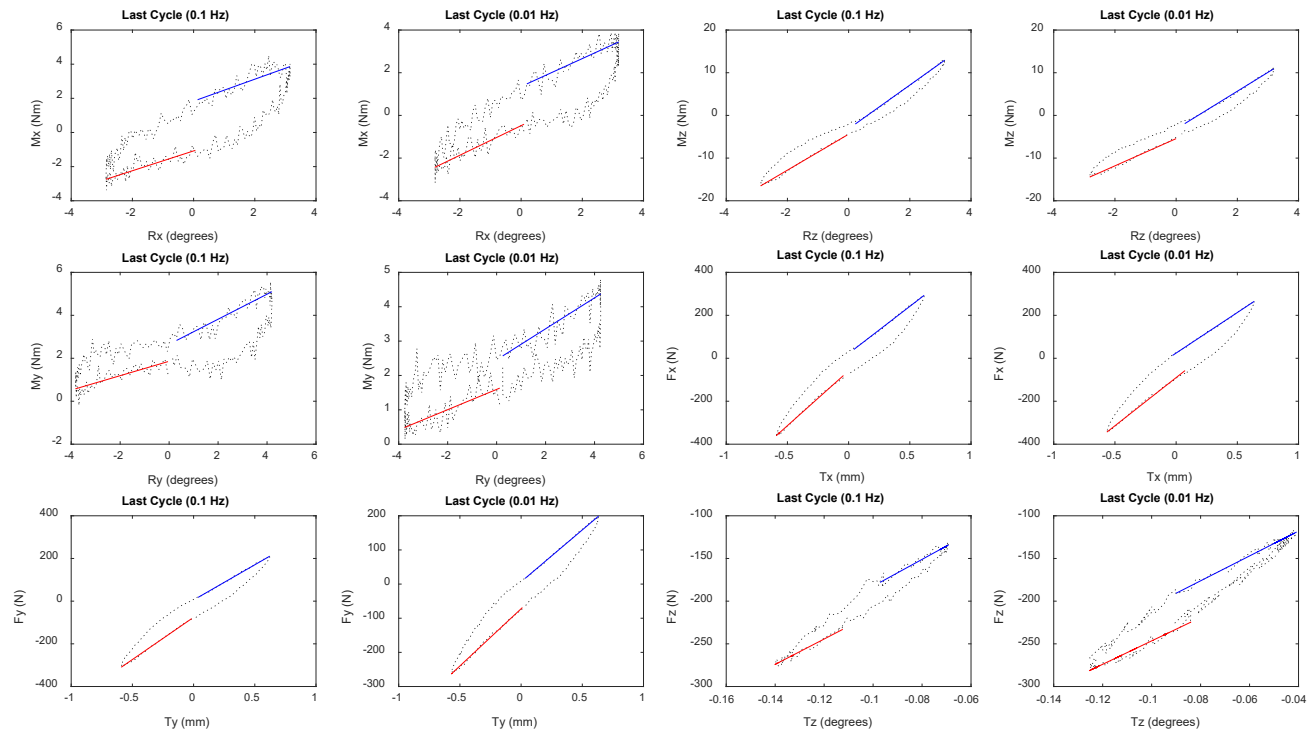 Last Cycle (0.1 Hz)
6
4
2
0
-2
-4
Mx (Nm)
-4 -2 0 2 4
Rx (degrees)
Last Cycle (0.01 Hz)
4
2
0
-2
-4
Mx (Nm)
-4 -2 0 2 4
Rx (degrees)
Last Cycle (0.1 Hz)
20
10
0
-10
-20
Mz (Nm)
-4 -2 0 2 4
Rz (degrees)
Last Cycle (0.01 Hz)
20
10
0
-10
-20
Mz (Nm)
-4 -2 0 2 4
Rz (degrees)
Last Cycle (0.1 Hz)
6
4
2
0
-2
My (Nm)
-4 -2 0 2 4 6
Ry (degrees)
Last Cycle (0.01 Hz)
5
4
3
2
1
0
My (Nm)
-4 -2 0 2 4 6
Ry (degrees)
Last Cycle (0.1 Hz)
400
200
0
-200
-400
Fx (N)
-1 -0.5 0 0.5 1
Tx (mm)
Last Cycle (0.01 Hz)
400
200
0
-200
-400
Fx (N)
-1 -0.5 0 0.5 1
Tx (mm)
Last Cycle (0.1 Hz)
400
200
0
-200
-400
Fy (N)
-1 -0.5 0 0.5 1
Ty (mm)
Last Cycle (0.01 Hz)
200
100
0
-100
-200
-300
Fy (N)
-1 -0.5 0 0.5 1
Ty (mm)
Last Cycle (0.1 Hz)
-100
-150
-200
-250
-300
Fz (N)
-0.16 -0.14 -0.12 -0.1 -0.08 -0.06
Tz (degrees)
Last Cycle (0.01 Hz)
-100
-150
-200
-250
-300
Fz (N)
-0.14 -0.12 -0.1 -0.08 -0.06 -0.04
Tz (degrees)